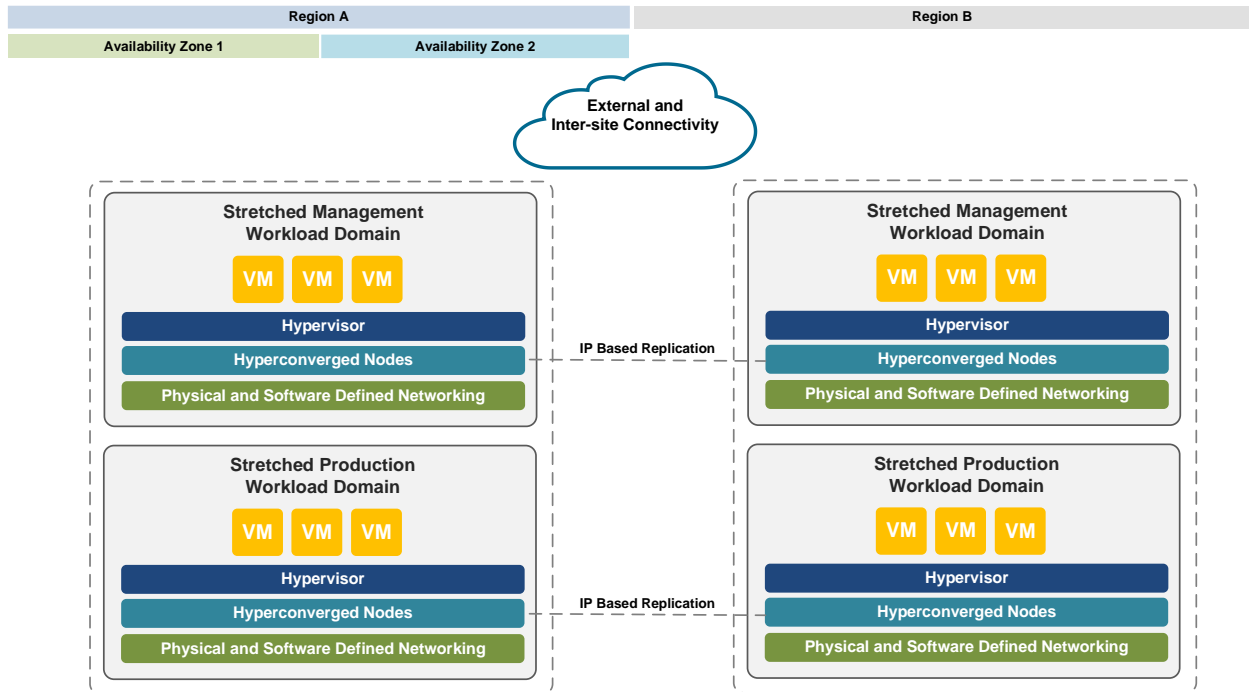 Region A
Region B
Availability Zone 1
Availability Zone 2
External and
Inter-site Connectivity
Stretched Management
Workload Domain
VM VM VM
Hypervisor
Hyperconverged Nodes
Physical and Software Defined Networking
IP Based Replication
Stretched Management
Workload Domain
VM VM VM
Hypervisor
Hyperconverged Nodes
Physical and Software Defined Networking
Stretched Production
Workload Domain
VM VM VM
Hypervisor
Hyperconverged Nodes
Physical and Software Defined Networking
IP Based Replication
Stretched Production
Workload Domain
VM VM VM
Hypervisor
Hyperconverged Nodes
Physical and Software Defined Networking